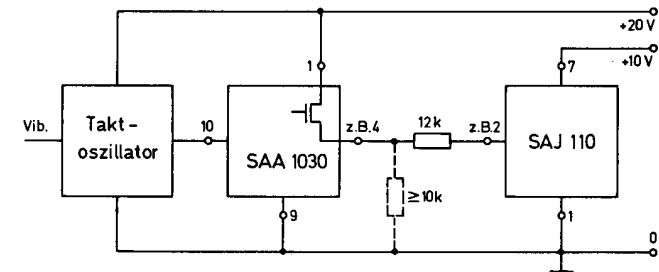 +20 V
+10 V
1
7
Vib.
Takt-
oszillator
10
SAA 1030
z.B.4
12k
z.B.2
SAJ 110
≥10k
9
1
0